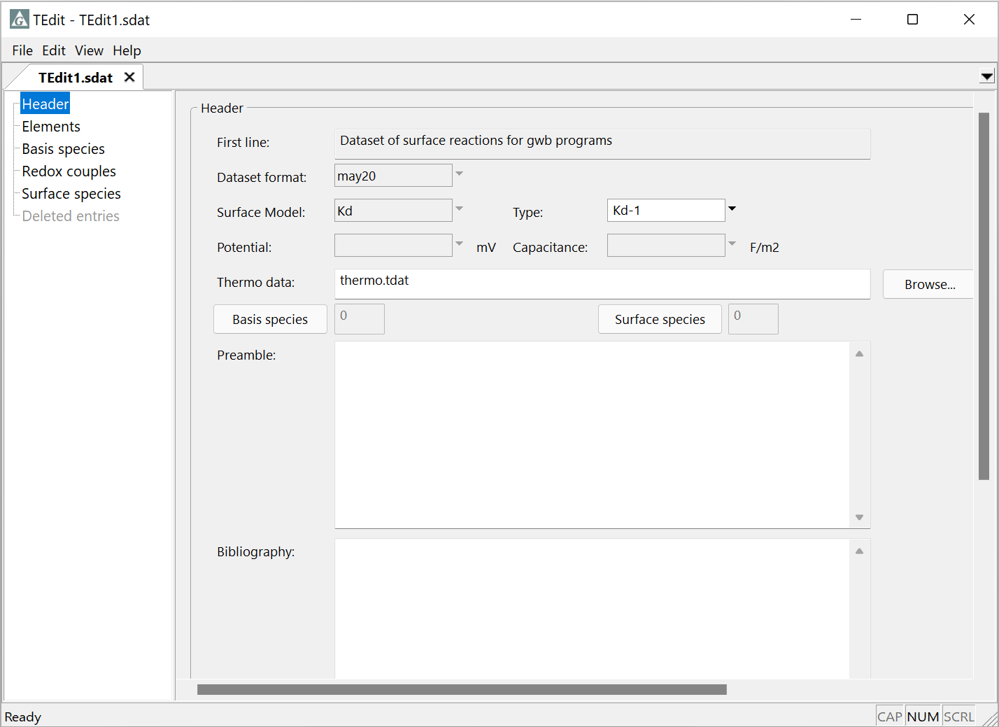 TEdit - TEdit1.sdat
File Edit View Help
TEdit1.sdat
Header
Elements
Basis species
Redox couples
Surface species
Deleted entries
Header
First line: Dataset of surface reactions for gwb programs
Dataset format: may20
Surface Model: Kd Type: Kd-1
Potential: mV Capacitance: F/m2
Thermo data: thermo.tdat Browse...
Basis species 0 Surface species 0
Preamble:
Bibliography:
Ready CAP NUM SCRL